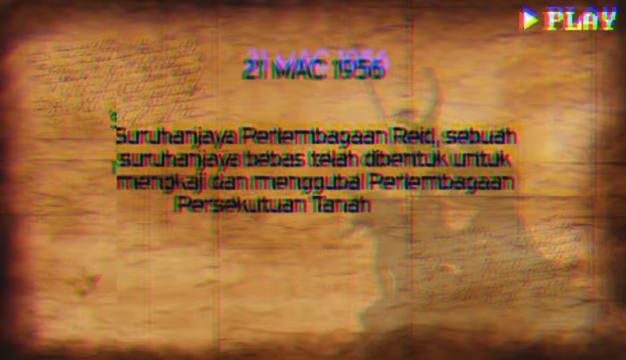 PLAY
21 MAC 1956
Suruhanjaya Perlembagaan Reid, sebuah
suruhanjaya bebas telah dibentuk untuk
mengkaji dan menggubal Perlembagaan
Persekutuan Tanah